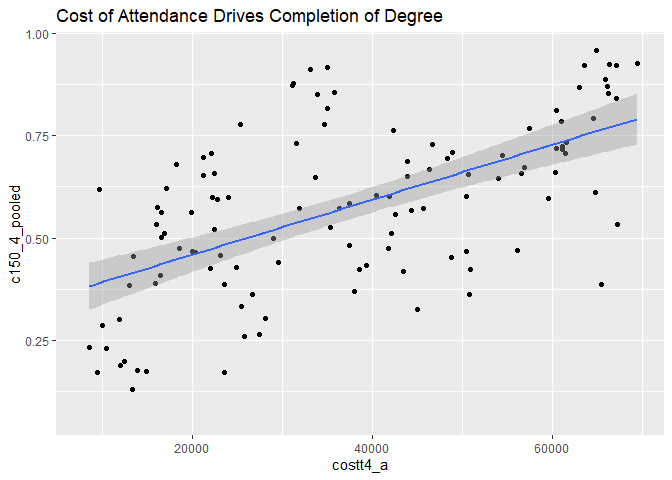 Cost of Attendance Drives Completion of Degree
1.00
0.75
0.50
0.25
c150_4_pooled
20000
40000
60000
costt4_a